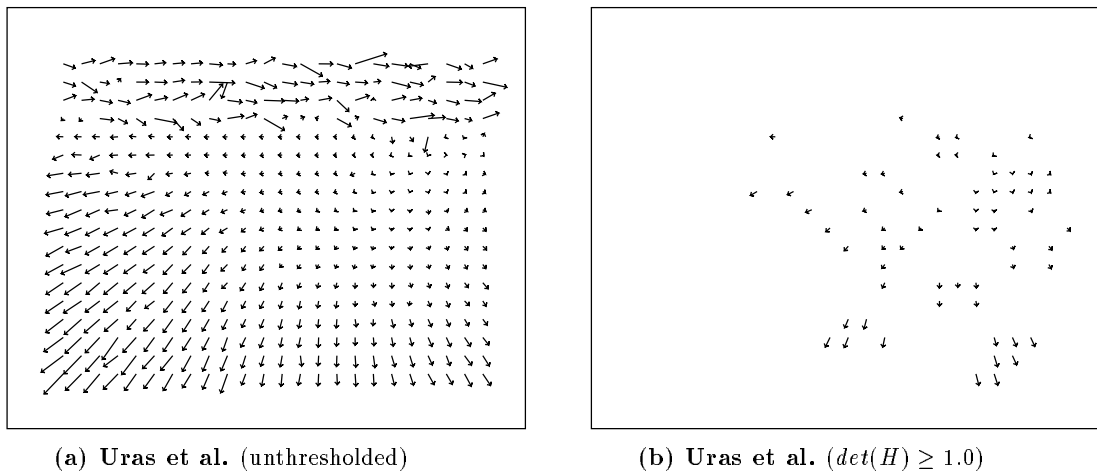 (a) Uras et al. (unthresholded)
(b) Uras et al. (det(H) ≥ 1.0)